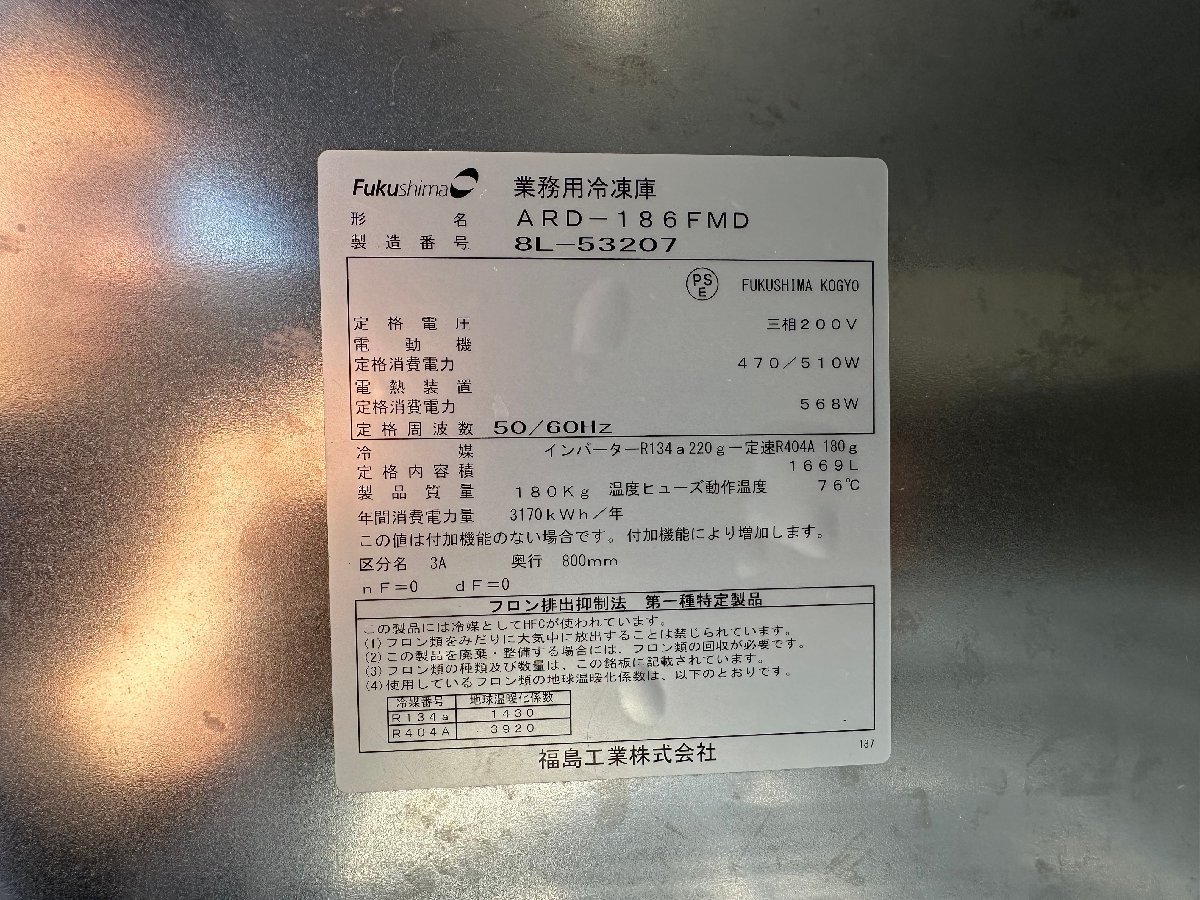 Fukushima 業務用冷凍庫
形名 ARD-186FMD
製造番号 8L-53207
PSE FUKUSHIMA KOGYO
定格電圧 三相200V
電動機
定格消費電力 470/510W
電熱装置
定格消費電力 568W
定格周波数 50/60Hz
冷媒 インバーターR134a220g一定速R404A 180g
定格内容積 1669L
製品質量 180Kg 温度ヒューズ動作温度 76℃
年間消費電力量 3170kWh/年
この値は付加機能のない場合です。付加機能により増加します。
区分名 3A 奥行 800mm
nF=0 dF=0
フロン排出抑制法 第一種特定製品
この製品には冷媒としてHFCが使われています。
(1)フロン類をみだりに大気中に放出することは禁じられています。
(2)この製品を廃棄・整備する場合には、フロン類の回収が必要です。
(3)フロン類の種類及び数量は、この銘板に記載されています。
(4)使用しているフロン類の地球温暖化係数は、以下のとおりです。
冷媒番号 地球温暖化係数
R134a 1430
R404A 3920
福島工業株式会社
137